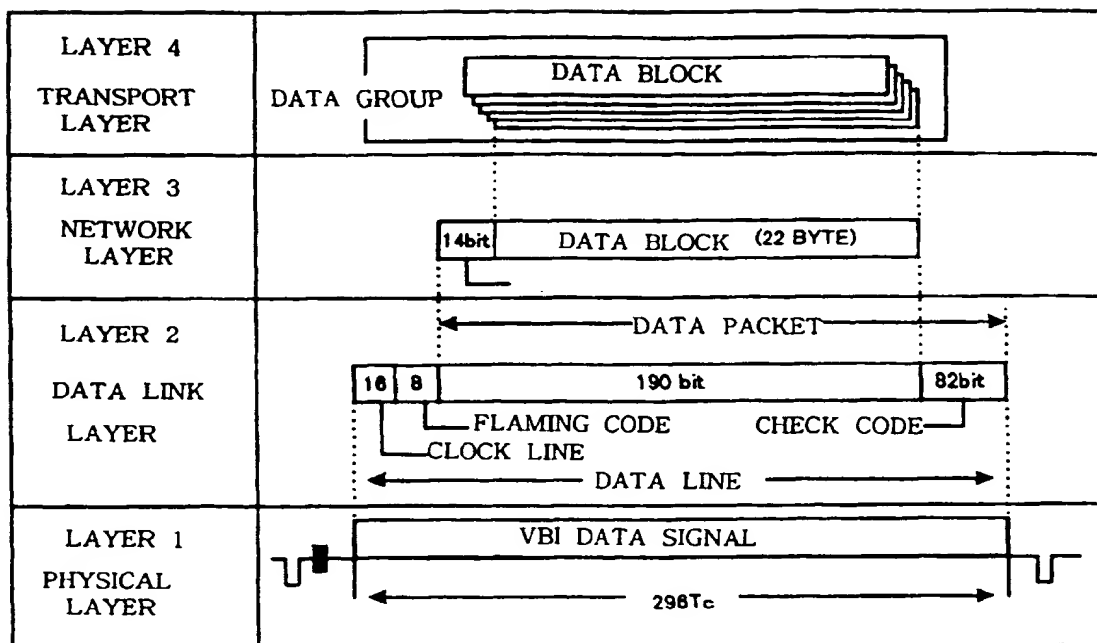 LAYER 4
TRANSPORT
LAYER
DATA GROUP
DATA BLOCK
LAYER 3
NETWORK
LAYER
14bit
DATA BLOCK (22 BYTE)
LAYER 2
DATA LINK
LAYER
DATA PACKET
16
8
190 bit
82bit
FLAMING CODE
CHECK CODE
CLOCK LINE
DATA LINE
LAYER 1
PHYSICAL
LAYER
VBI DATA SIGNAL
296Tc